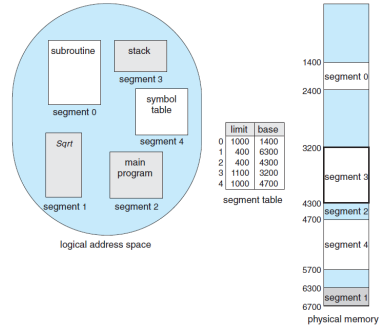 subroutine
segment 0
stack
segment 3
symbol
table
segment 4
Sqrt
segment 1
main
program
segment 2
logical address space
limit base
0 1000 1400
1 400 6300
2 400 4300
3 1100 3200
4 1000 4700
segment table
1400
segment 0
2400
3200
segment 3
4300
segment 2
4700
segment 4
5700
6300
segment 1
6700
physical memory